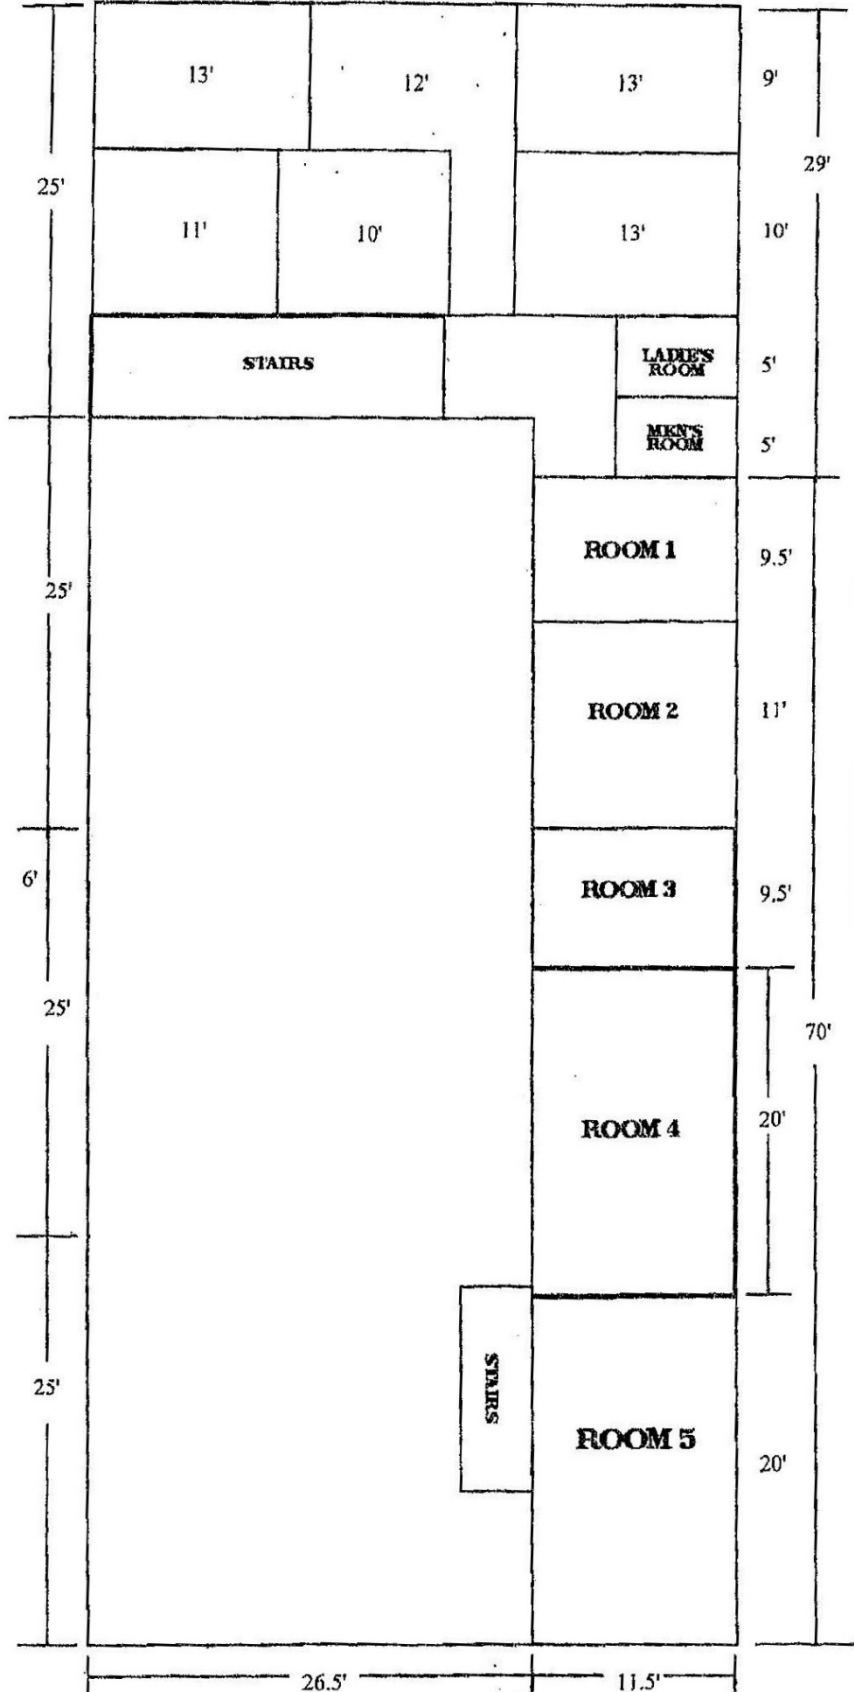 13'
12'
13'
9'
25'
29'
11'
10'
13'
10'
STAIRS
LADIE'S
ROOM
5'
MEN'S
ROOM
5'
ROOM 1
9.5'
25'
ROOM 2
11'
6'
ROOM 3
9.5'
25'
70'
ROOM 4
20'
STAIRS
25'
ROOM 5
20'
26.5'
11.5'